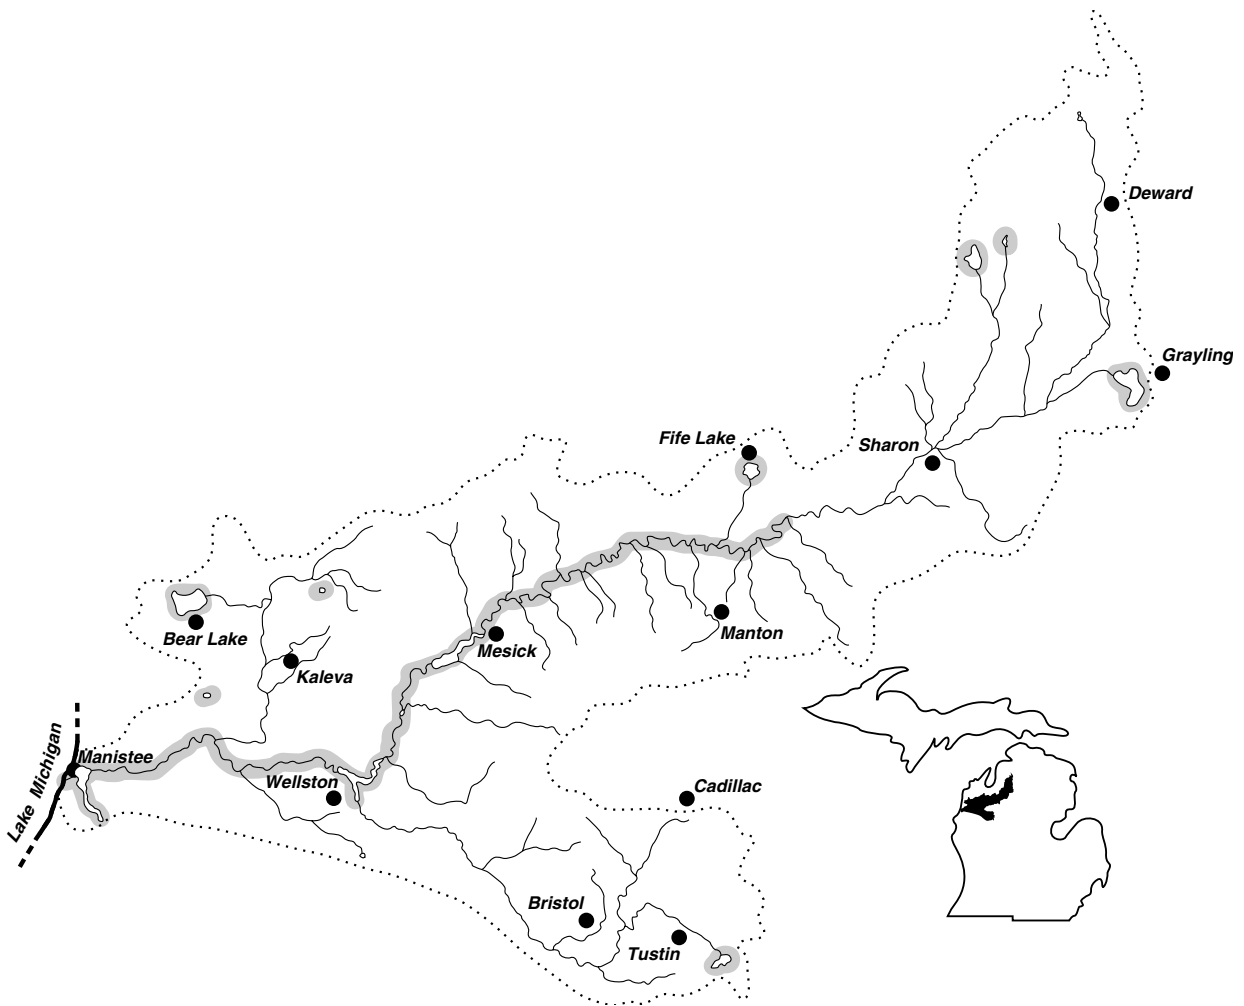 Deward
Grayling
Fife Lake
Sharon
Bear Lake
Manton
Mesick
Kaleva
Lake Michigan
Manistee
Wellston
Cadillac
Bristol
Tustin